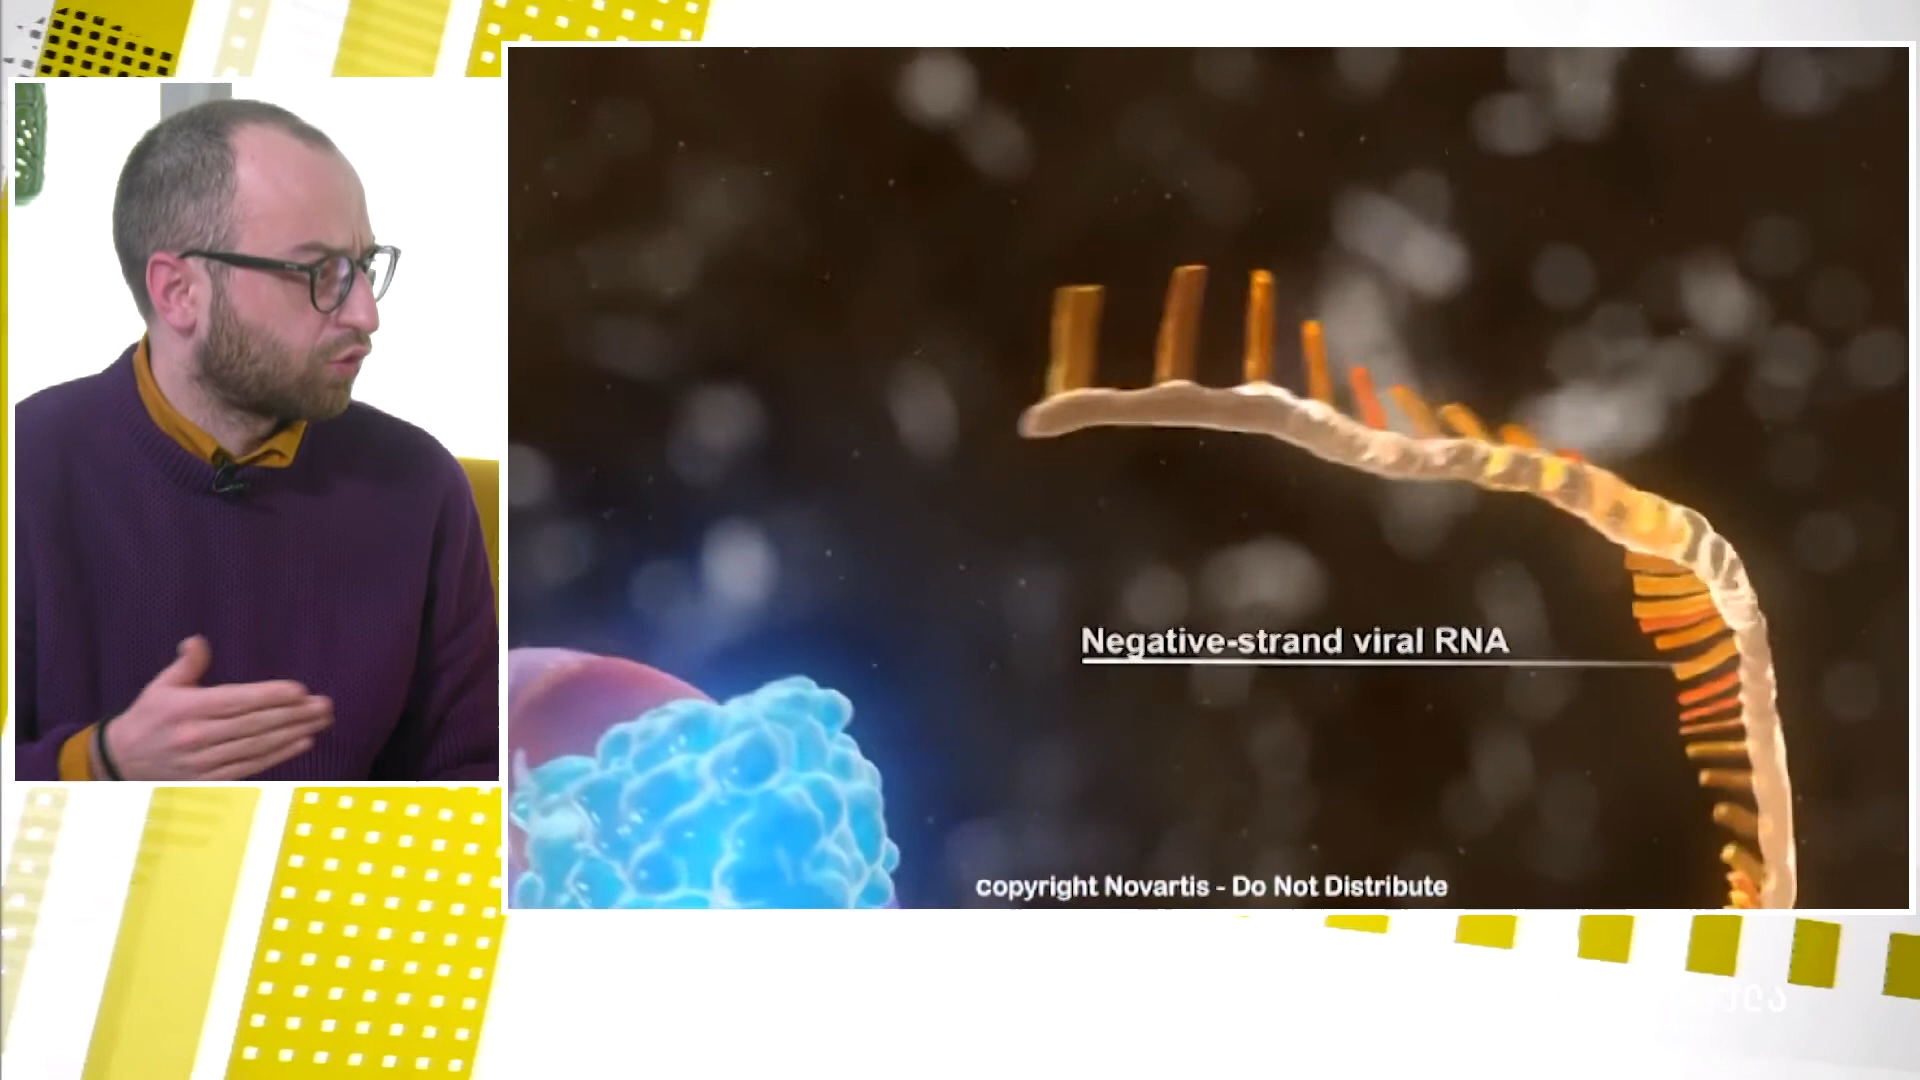 Negative-strand viral RNA
copyright Novartis - Do Not Distribute